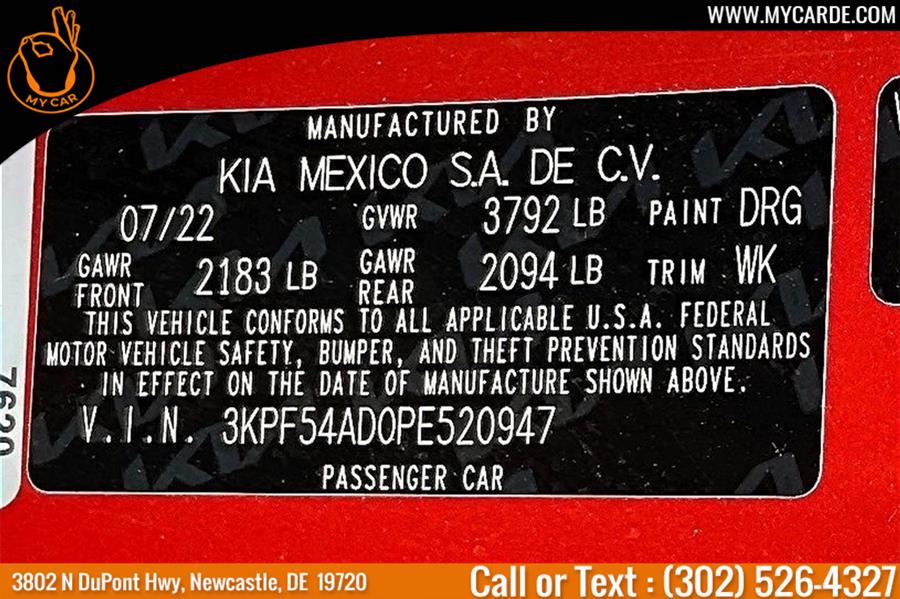 WWW.MYCARDE.COM
MY CAR
MANUFACTURED BY
KIA MEXICO S.A. DE C.V.
07/22 GVWR 3792 LB PAINT DRG
GAWR FRONT 2183 LB GAWR REAR 2094 LB TRIM WK
THIS VEHICLE CONFORMS TO ALL APPLICABLE U.S.A. FEDERAL
MOTOR VEHICLE SAFETY, BUMPER, AND THEFT PREVENTION STANDARDS
IN EFFECT ON THE DATE OF MANUFACTURE SHOWN ABOVE.
V.I.N. 3KPF54AD0PE520947
PASSENGER CAR
3802 N DuPont Hwy, Newcastle, DE 19720
Call or Text : (302) 526-4327